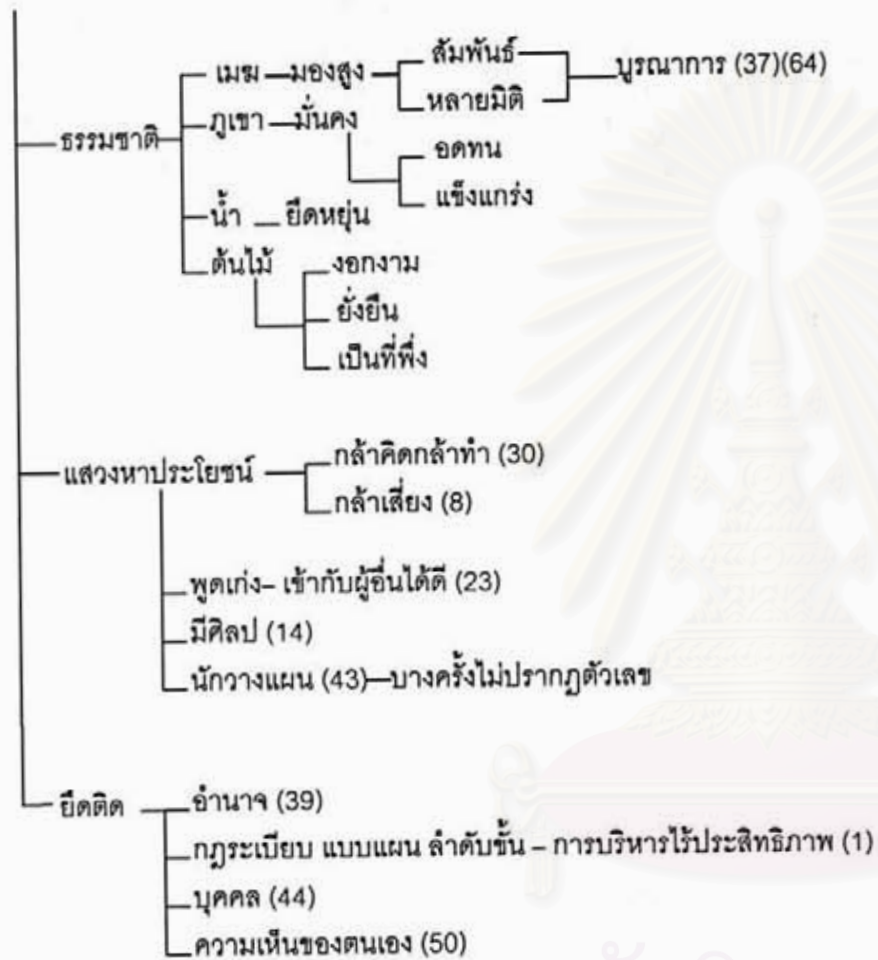 สัมพันธ์
เมฆ มองสูง บูรณาการ (37)(64)
หลายมิติ
ธรรมชาติ ภูเขา มั่นคง
อดทน
แข็งแกร่ง
น้ำ ยืดหยุ่น
ต้นไม้ งอกงาม
ยั่งยืน
เป็นที่พึ่ง
แสวงหาประโยชน์ กล้าคิดกล้าทำ (30)
กล้าเสี่ยง (8)
พูดเก่ง– เข้ากับผู้อื่นได้ดี (23)
มีศิลป (14)
นักวางแผน (43)—บางครั้งไม่ปรากฏตัวเลข
ยึดติด อำนาจ (39)
กฎระเบียบ แบบแผน ลำดับขั้น – การบริหารไร้ประสิทธิภาพ (1)
บุคคล (44)
ความเห็นของตนเอง (50)